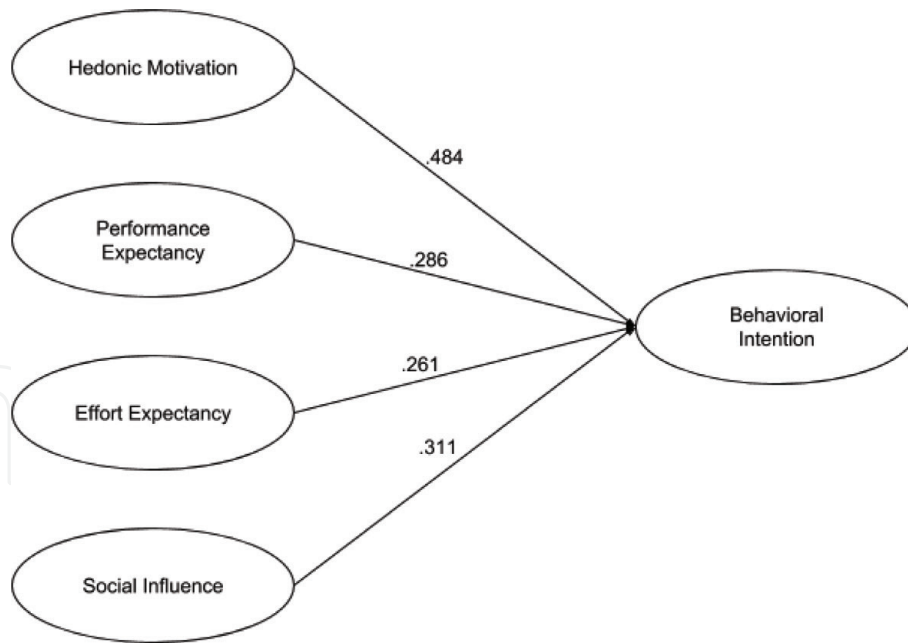 Hedonic Motivation
.484
Performance
Expectancy
.286
Behavioral
Intention
.261
Effort Expectancy
.311
Social Influence